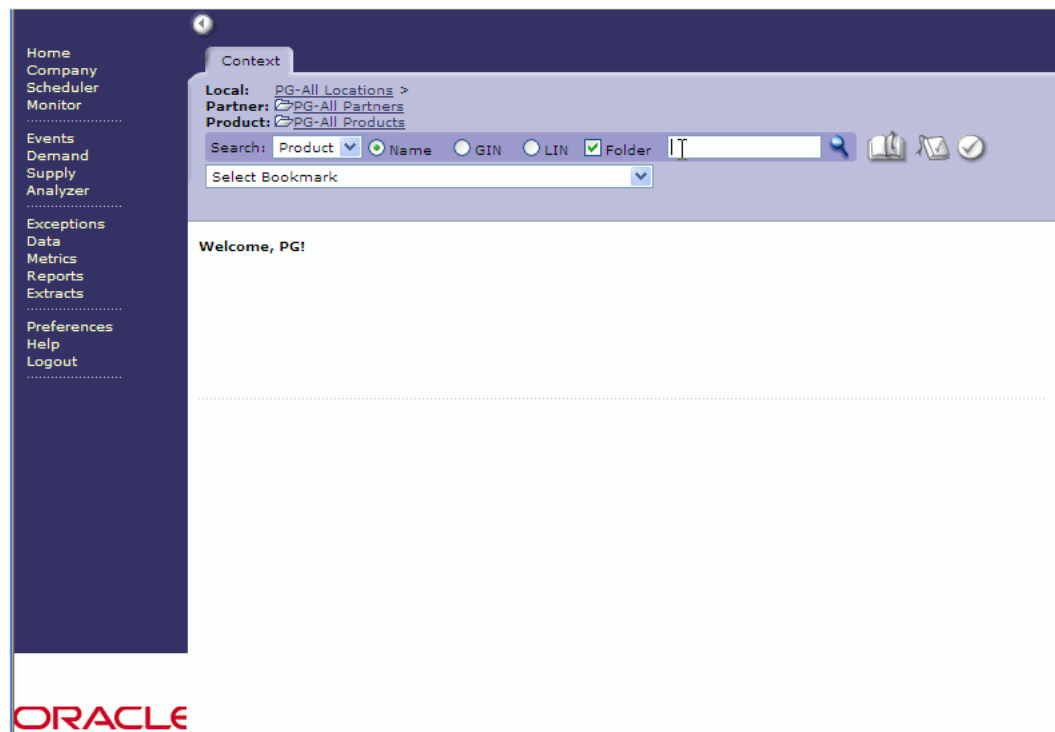 Home
Company
Scheduler
Monitor
Events
Demand
Supply
Analyzer
Exceptions
Data
Metrics
Reports
Extracts
Preferences
Help
Logout
ORACLE
Context
Local: PG-All Locations >
Partner: PG-All Partners
Product: PG-All Products
Search: Product Name GIN LIN Folder
Select Bookmark
Welcome, PG!